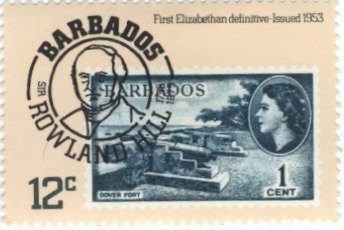 First Elizabethan definitive-Issued 1953
BARBADOS
SIR ROWLAND HILL
BARBADOS
1
CENT
DOVER FORT
12c